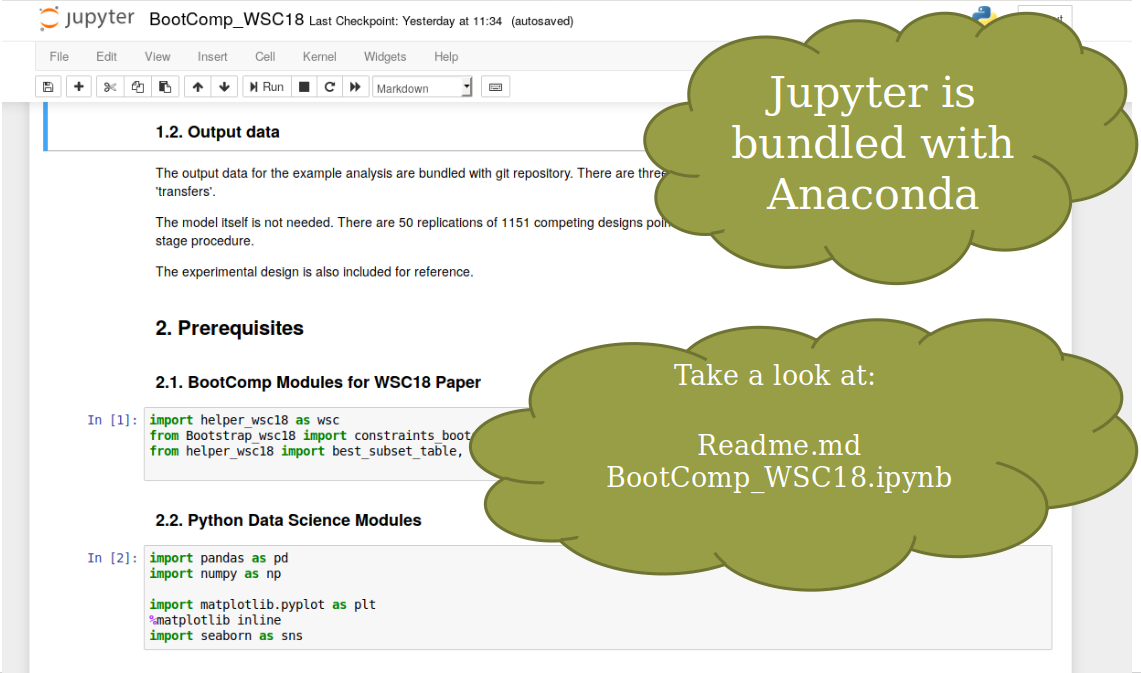 jupyter BootComp_WSC18 Last Checkpoint: Yesterday at 11:34 (autosaved)
File Edit View Insert Cell Kernel Widgets Help
Run Markdown
Jupyter is
bundled with
Anaconda
1.2. Output data
The output data for the example analysis are bundled with git repository. There are three
'transfers'.
The model itself is not needed. There are 50 replications of 1151 competing designs
stage procedure.
The experimental design is also included for reference.
2. Prerequisites
Take a look at:
Readme.md
BootComp_WSC18.ipynb
2.1. BootComp Modules for WSC18 Paper
In [1]: import helper_wsc18 as wsc
from Bootstrap_wsc18 import constraints_boot
from helper_wsc18 import best_subset_table,
2.2. Python Data Science Modules
In [2]: import pandas as pd
import numpy as np
import matplotlib.pyplot as plt
%matplotlib inline
import seaborn as sns